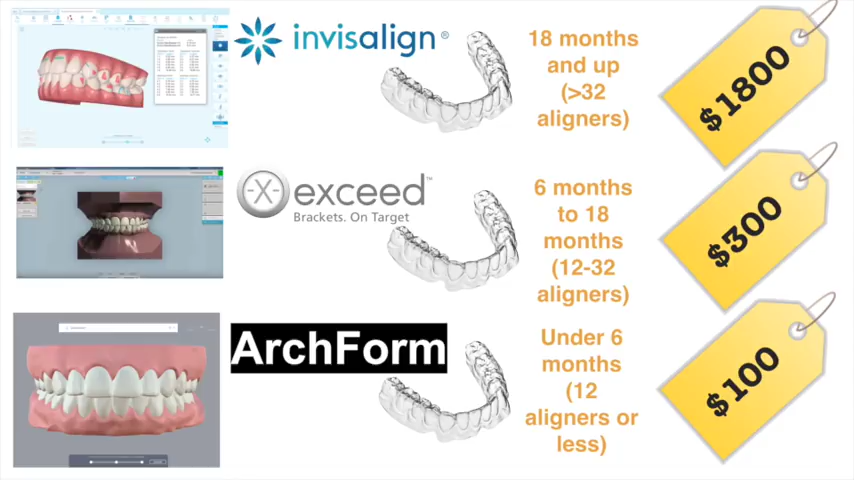 invisalign®
18 months
and up
(>32
aligners)
$1800
-X- exceed™
Brackets. On Target
6 months
to 18
months
(12-32
aligners)
$300
ArchForm
Under 6
months
(12
aligners or
less)
$100